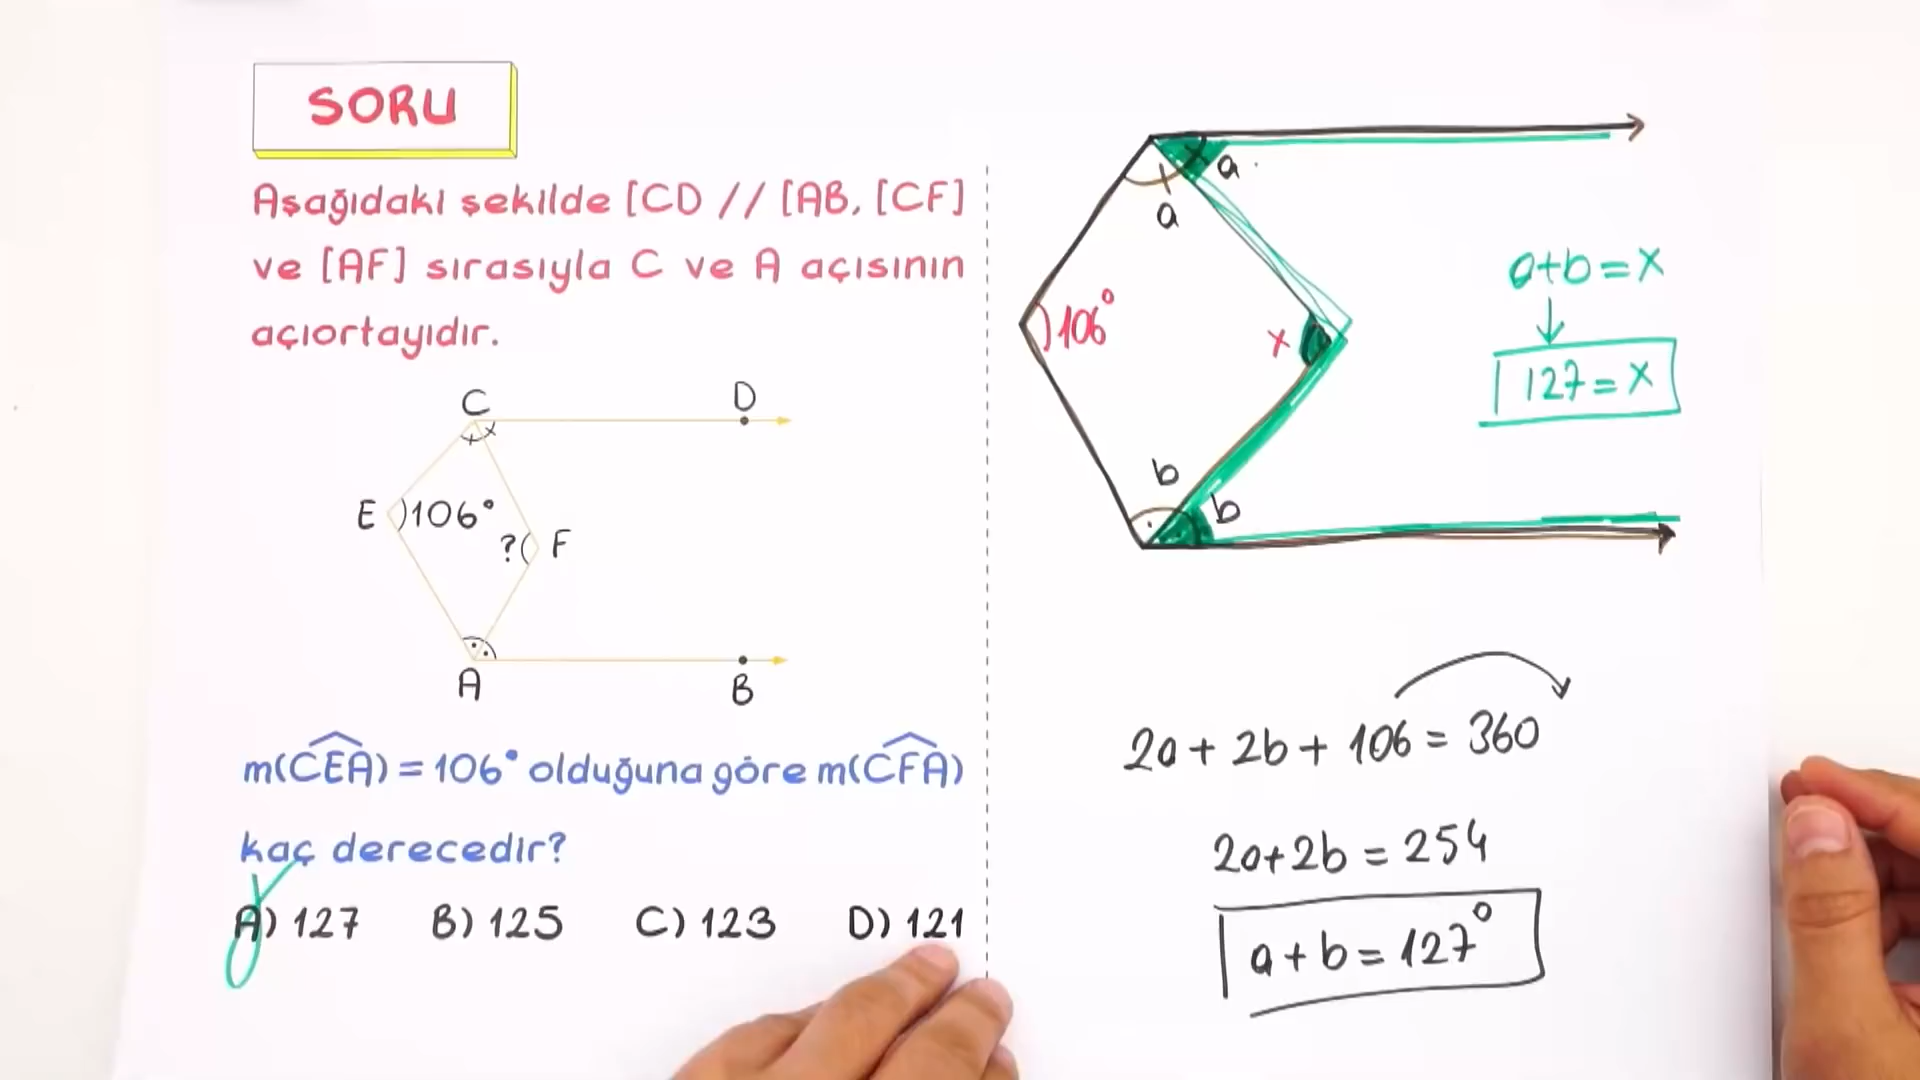 SORU
Aşağıdaki şekilde [CD // [AB, [CF]
ve [AF] sırasıyla C ve A açısının
açıortayıdır.
C
D
x x
E
106°
?
F
A
B
m(CEA) = 106° olduğuna göre m(CFA)
kaç derecedir?
A) 127 B) 125 C) 123 D) 121
x
a
a
106°
x
b
b
a+b=x
127=x
2a + 2b + 106 = 360
2a+2b = 254
a + b = 127°